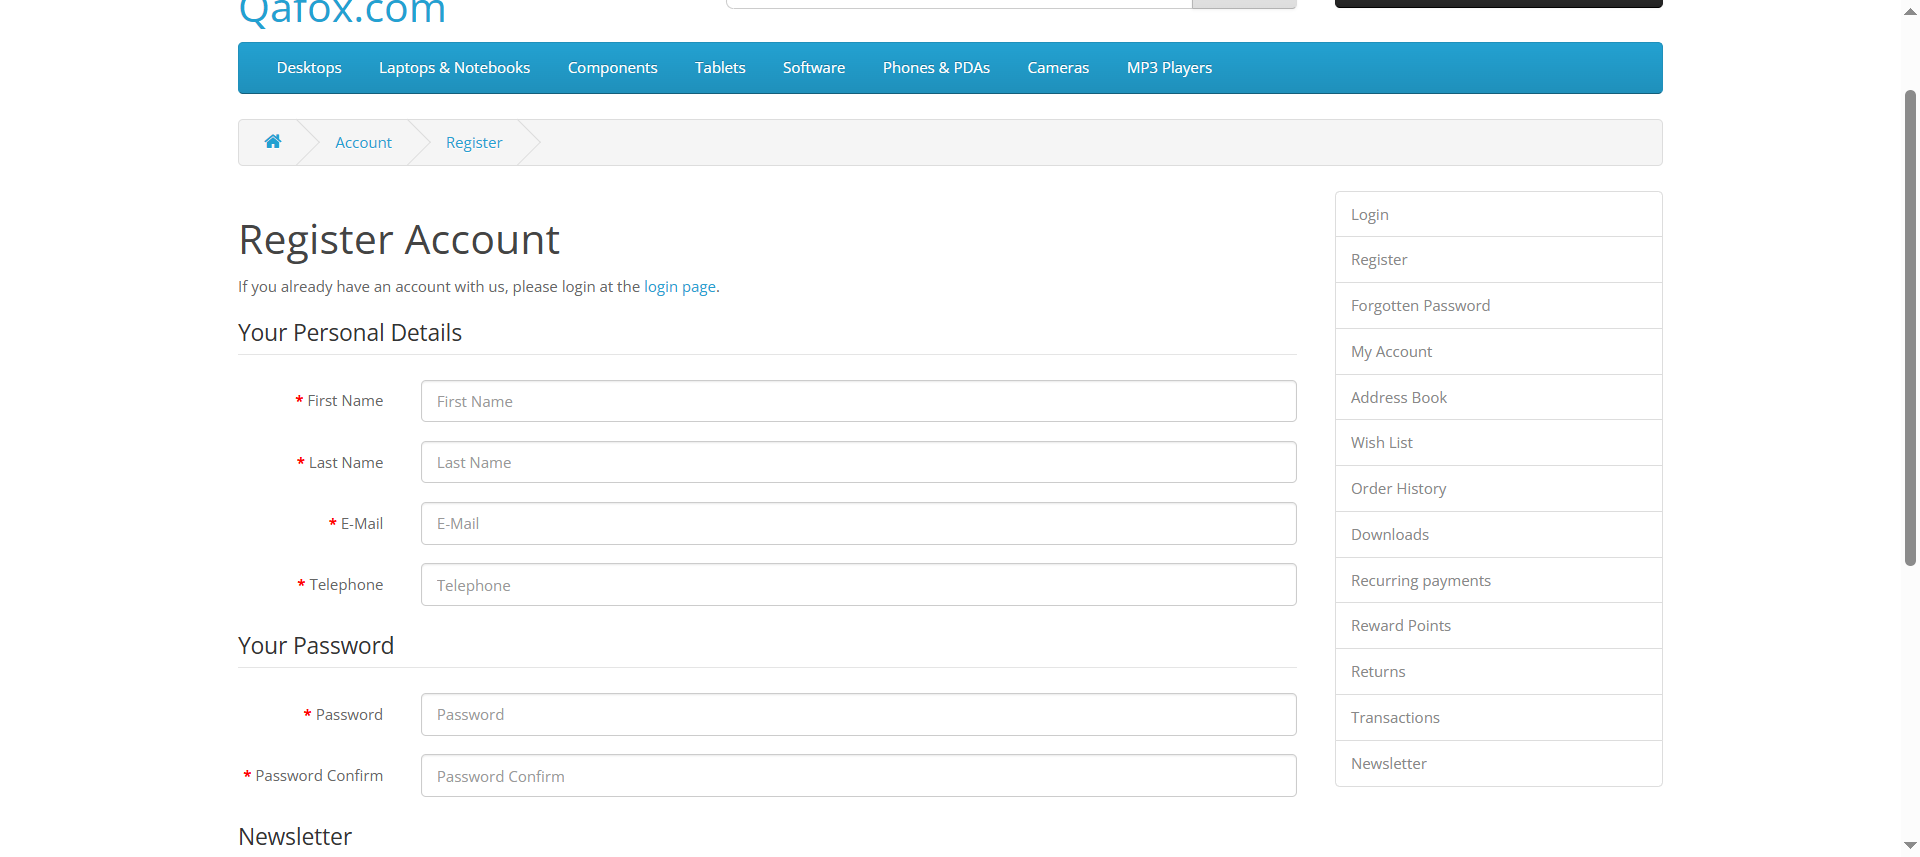 Qafox.com
Desktops Laptops & Notebooks Components Tablets Software Phones & PDAs Cameras MP3 Players
Account Register
Register Account
If you already have an account with us, please login at the login page.
Your Personal Details
* First Name First Name
* Last Name Last Name
* E-Mail E-Mail
* Telephone Telephone
Your Password
* Password Password
* Password Confirm Password Confirm
Newsletter
Login
Register
Forgotten Password
My Account
Address Book
Wish List
Order History
Downloads
Recurring payments
Reward Points
Returns
Transactions
Newsletter